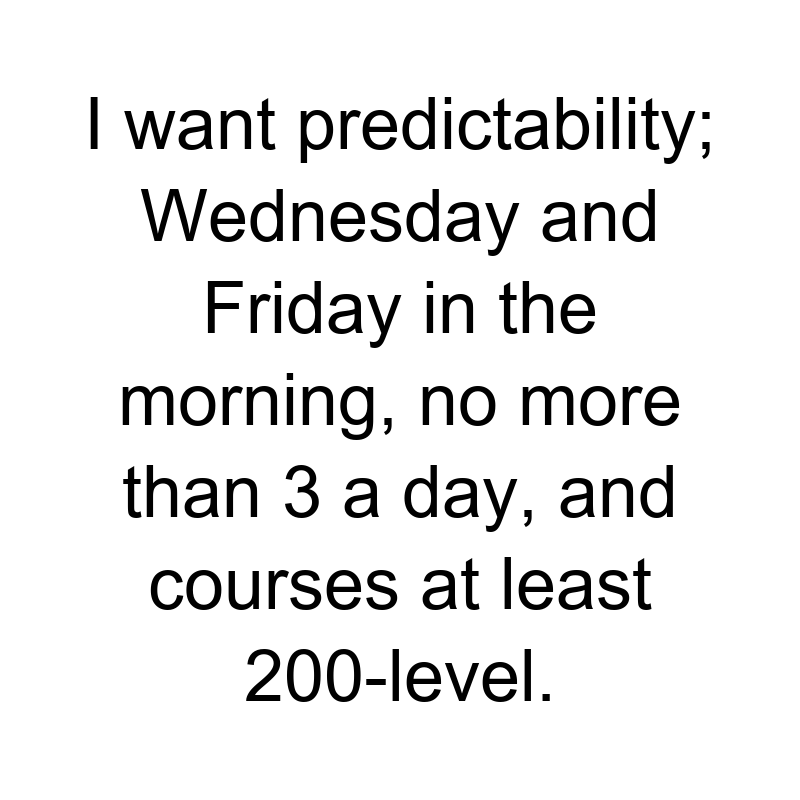 I want predictability;
Wednesday and
Friday in the
morning, no more
than 3 a day, and
courses at least
200-level.